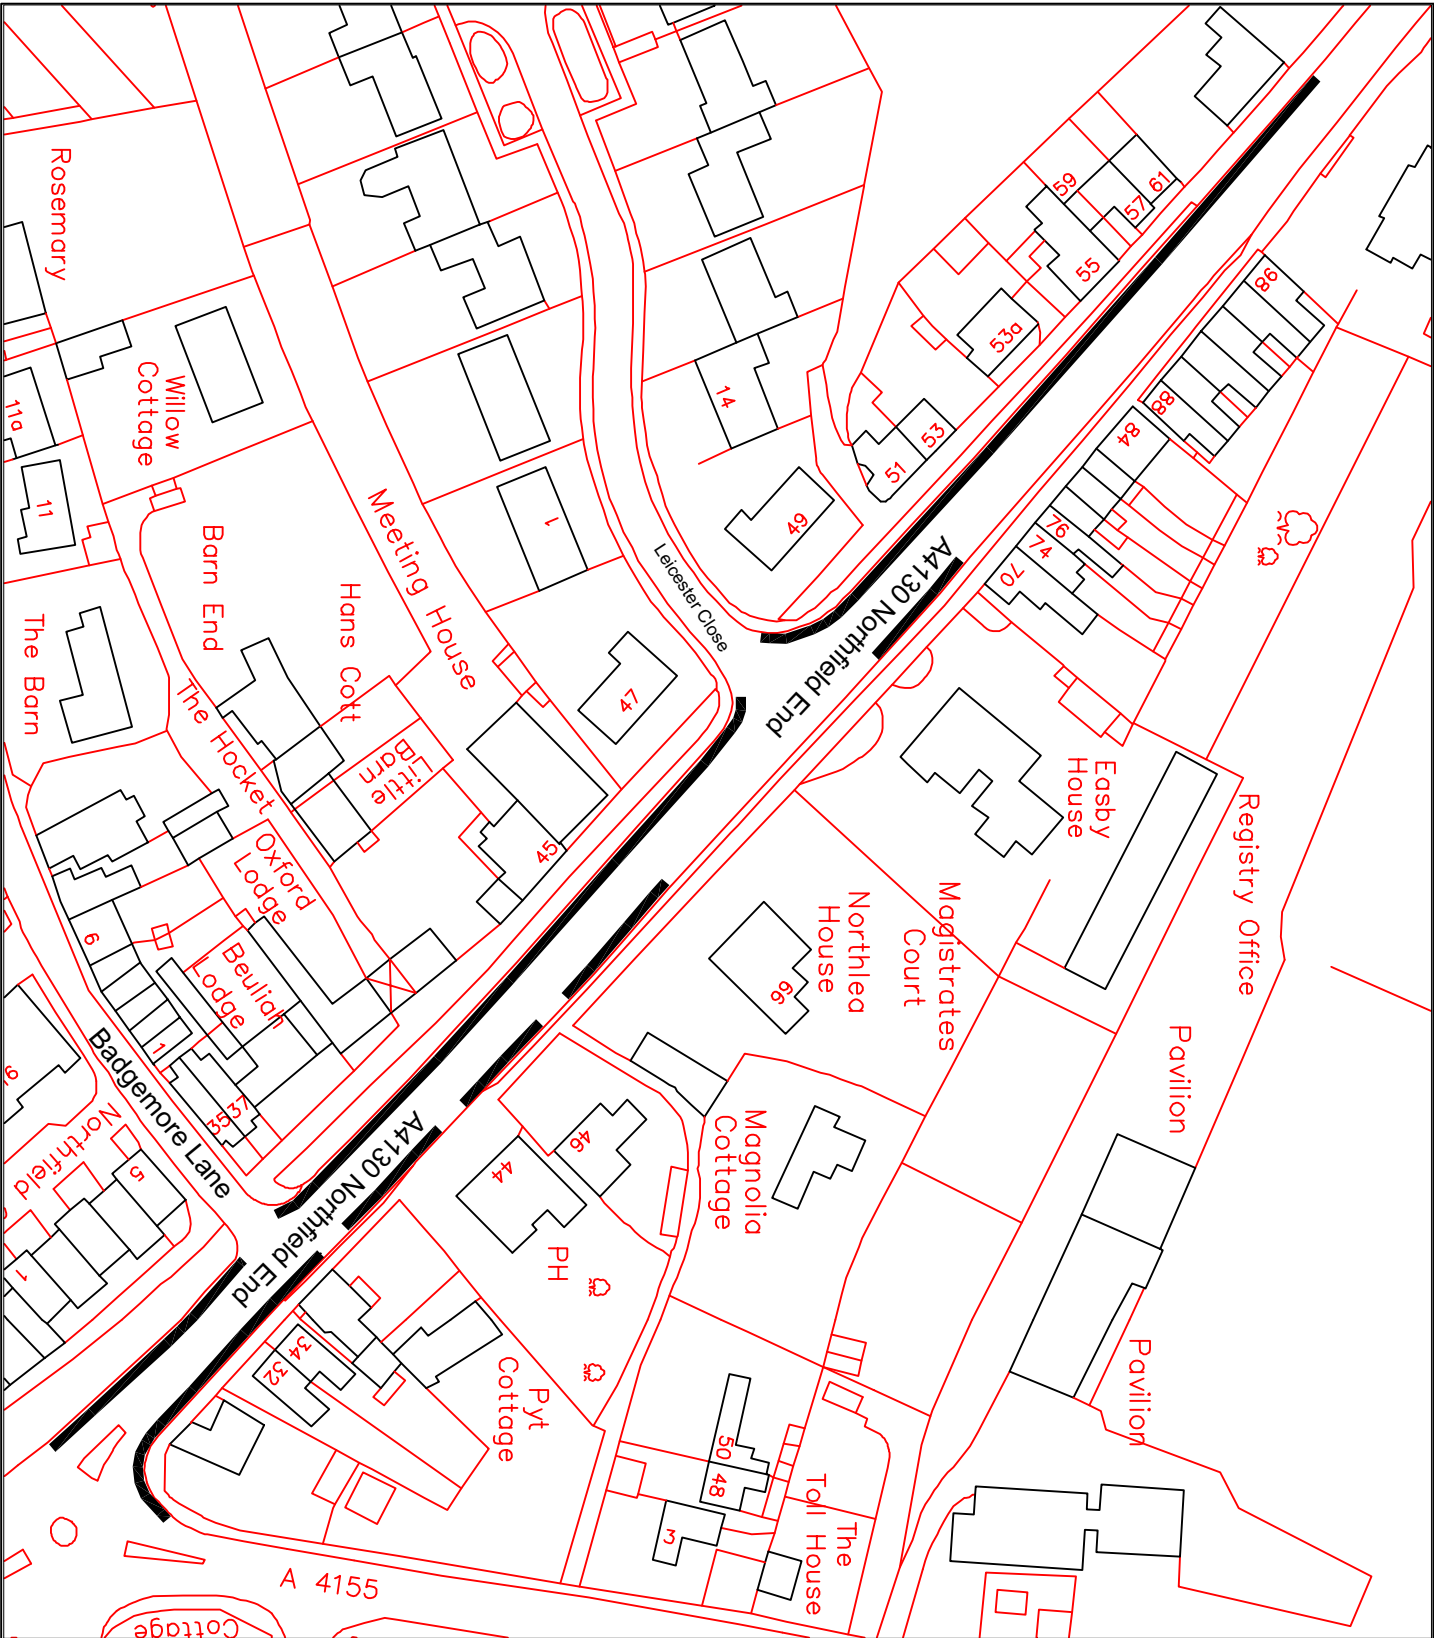 Rosemary
Willow
Cottage
11a
11
Barn End
Hans Cott
Meeting House
The Barn
The Hocket
Little
Barn
Oxford
Lodge
Beuliah
Lodge
6
1
3537
Badgemore Lane
Northfield
5
1
14
1
Leicester Close
47
45
49
51
53
53a
55
57
59
61
86
88
84
76
74
70
A4130 Northfield End
Easby
House
Registry Office
Magistrates
Court
Northlea
House
66
Pavilion
Pavilion
Magnolia
Cottage
46
44
PH
A4130 Northfield End
34
32
Pyt
Cottage
50
48
3
The
Toll House
A 4155
Cottage